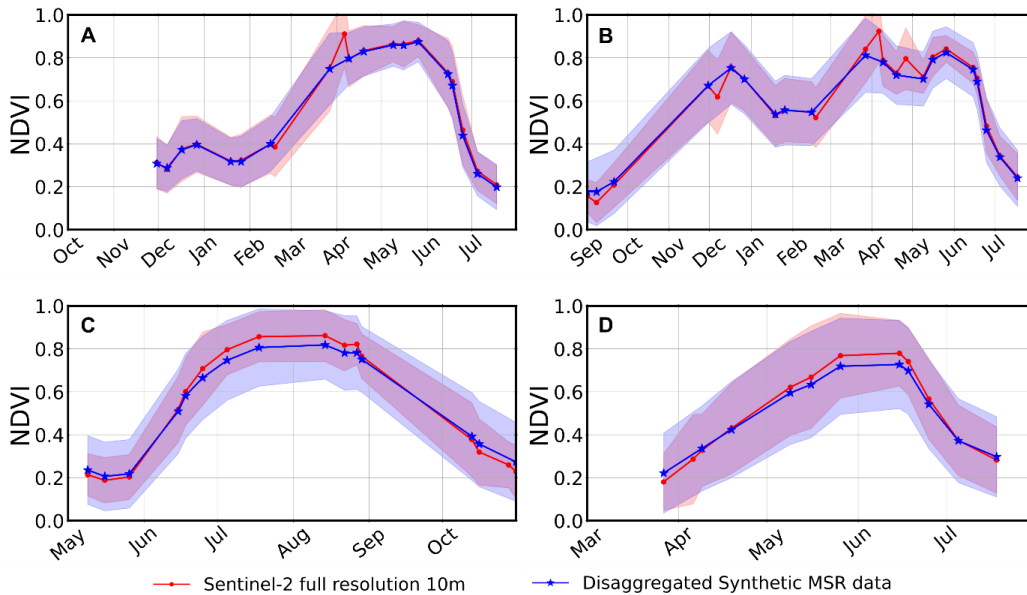 A
NDVI
1.0
0.8
0.6
0.4
0.2
0.0
Oct Nov Dec Jan Feb Mar Apr May Jun Jul
B
NDVI
1.0
0.8
0.6
0.4
0.2
0.0
Sep Oct Nov Dec Jan Feb Mar Apr May Jun Jul
C
NDVI
1.0
0.8
0.6
0.4
0.2
0.0
May Jun Jul Aug Sep Oct
D
NDVI
1.0
0.8
0.6
0.4
0.2
0.0
Mar Apr May Jun Jul
Sentinel-2 full resolution 10m
Disaggregated Synthetic MSR data